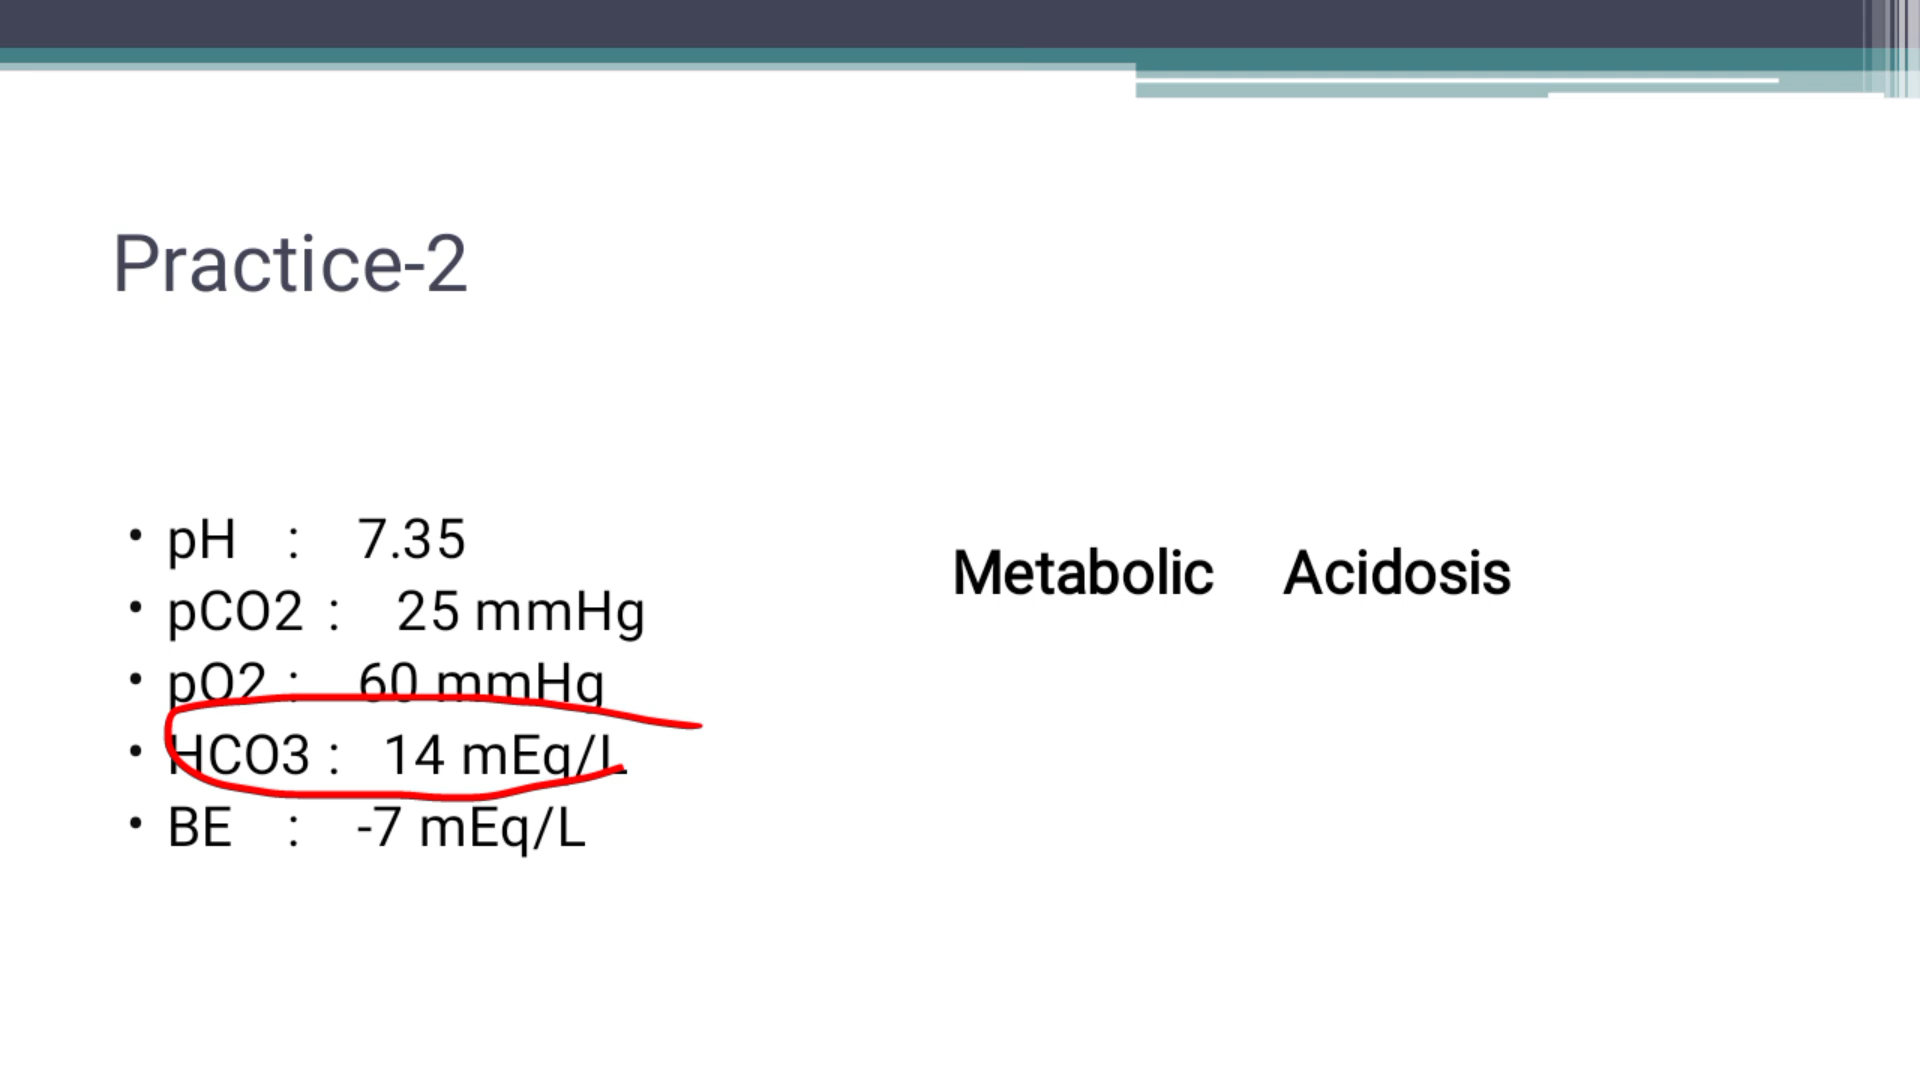 Practice-2
• pH : 7.35
• pCO2 : 25 mmHg
• pO2 : 60 mmHg
• HCO3 : 14 mEq/L
• BE : -7 mEq/L
Metabolic Acidosis